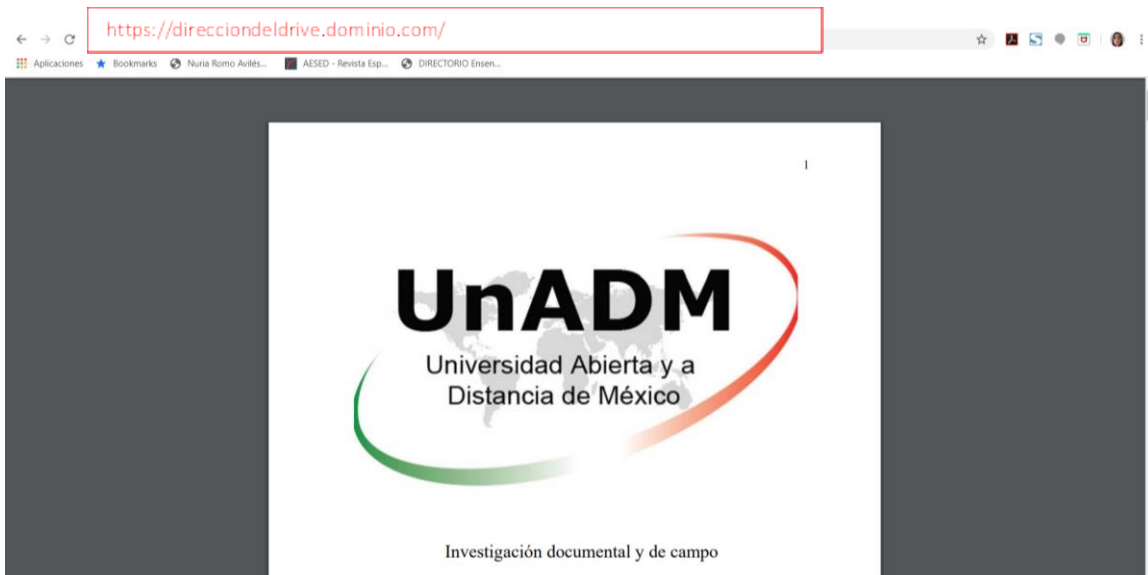 https://direcciondeldrive.dominio.com/
Aplicaciones Bookmarks Nuria Romo Avilés... AESED - Revista Esp... DIRECTORIO Ensen...
1
UnADM
Universidad Abierta y a
Distancia de México
Investigación documental y de campo